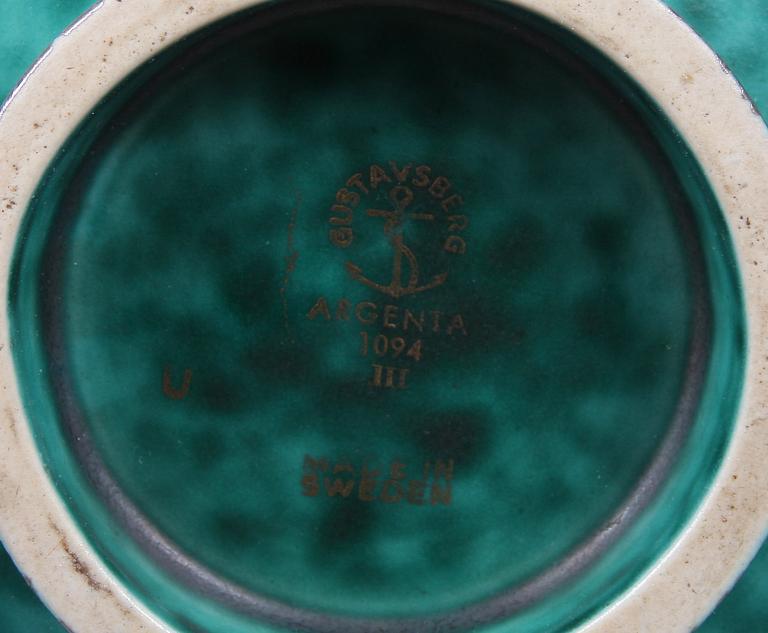 GUSTAVSBERG
ARGENTA
1094
III
U
MADE IN
SWEDEN